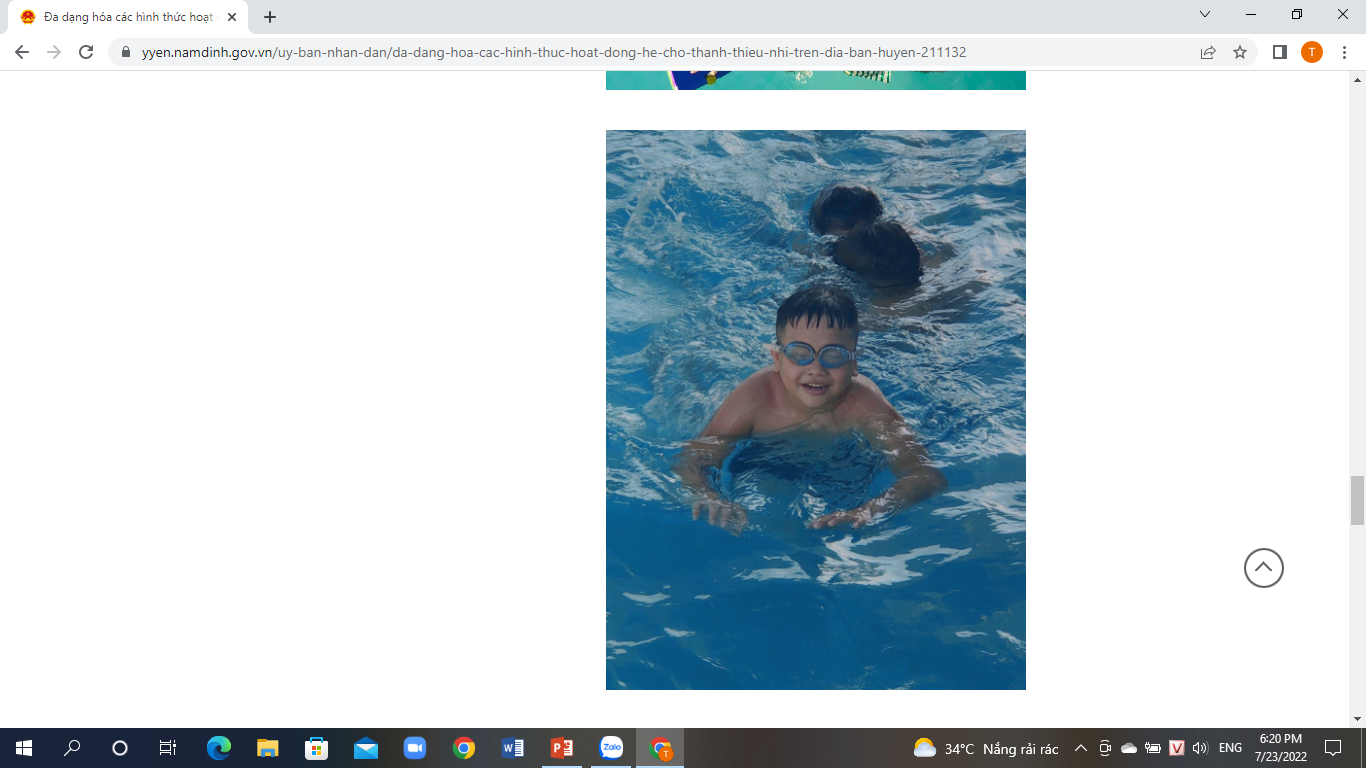 Đa dạng hóa các hình thức hoạt
yyen.namdinh.gov.vn/uy-ban-nhan-dan/da-dang-hoa-cac-hinh-thuc-hoat-dong-he-cho-thanh-thieu-nhi-tren-dia-ban-huyen-211132
T
Zalo
T
34°C Nắng rải rác
V
ENG
6:20 PM
7/23/2022